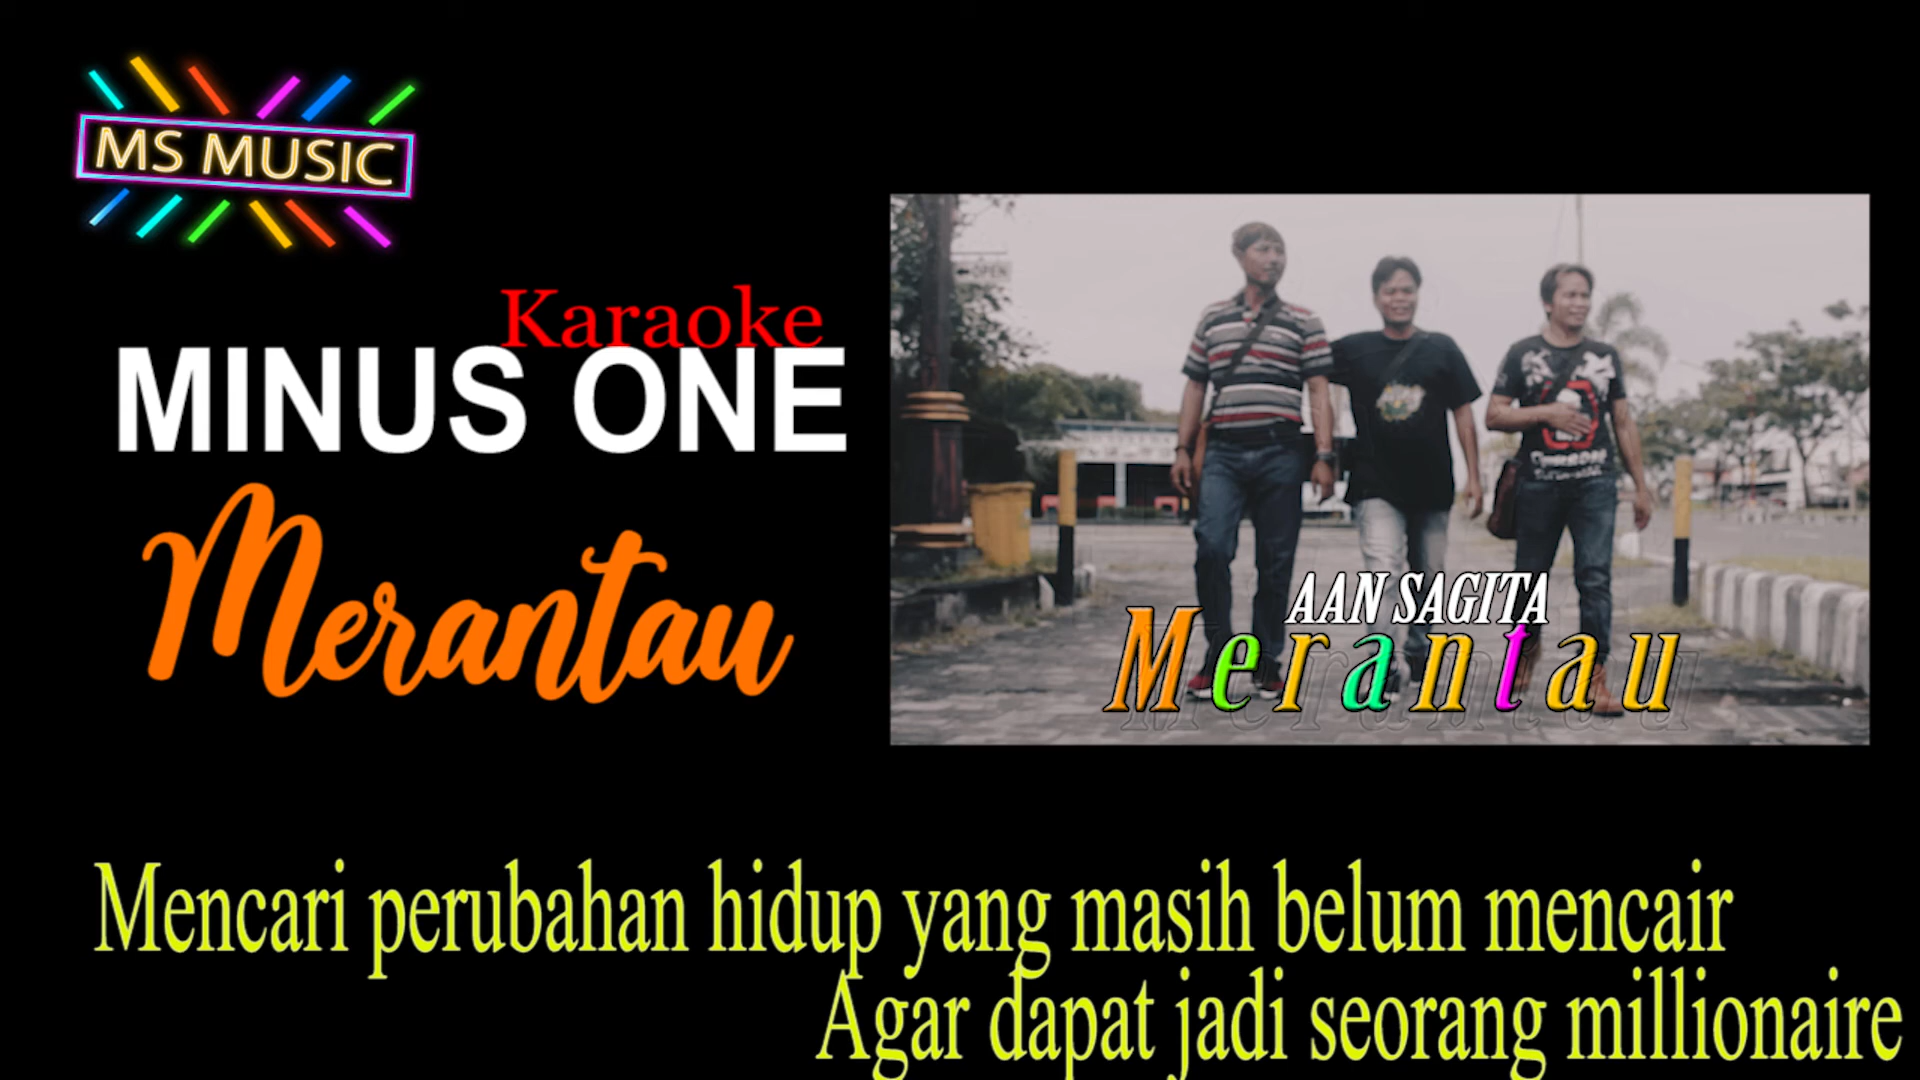 MS MUSIC
Karaoke
MINUS ONE
Merantau
OPEN
AAN SAGITA
Merantau
Mencari perubahan hidup yang masih belum mencair
Agar dapat jadi seorang millionaire